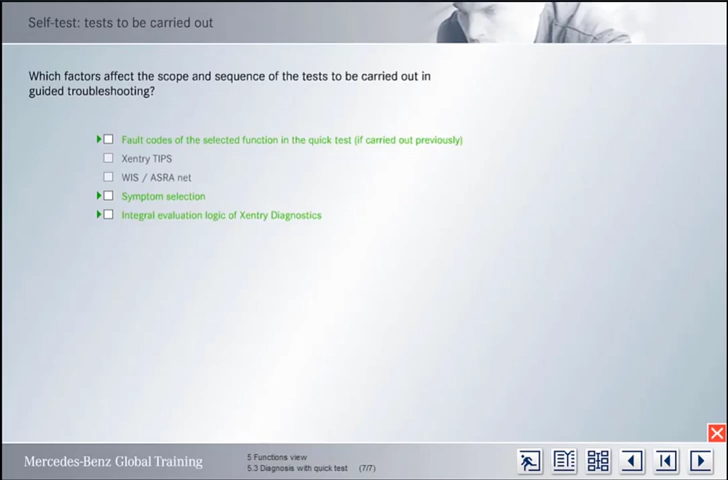 Self-test: tests to be carried out
Which factors affect the scope and sequence of the tests to be carried out in
guided troubleshooting?
Fault codes of the selected function in the quick test (if carried out previously)
Xentry TIPS
WIS / ASRA net
Symptom selection
Integral evaluation logic of Xentry Diagnostics
Mercedes-Benz Global Training
5 Functions view
5.3 Diagnosis with quick test (7/7)